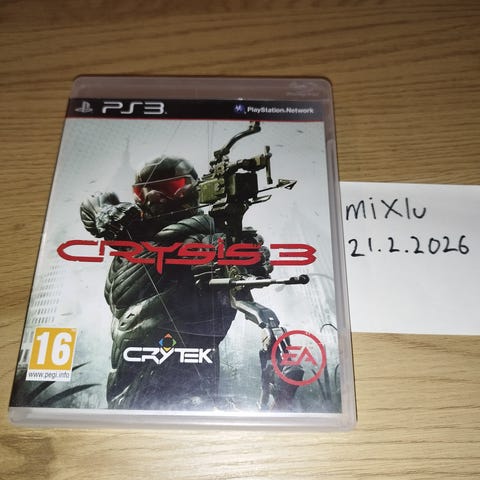 PS3
PlayStation®Network
CRYSIS 3
16
www.pegi.info
CRYTEK
EA
mixlu
21.2.2026